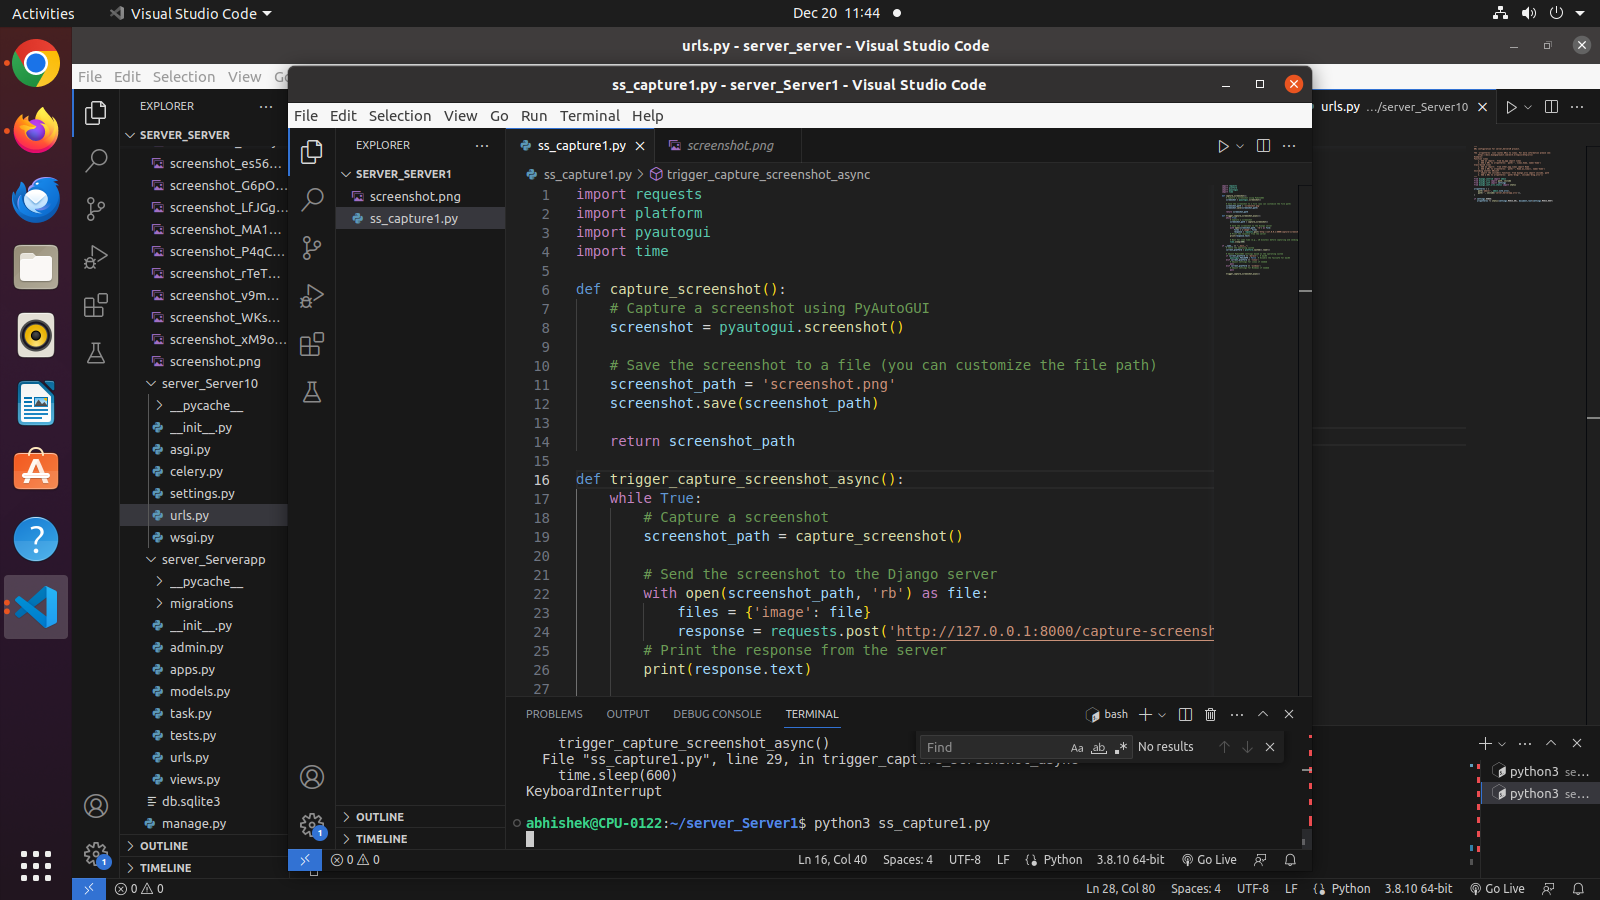 Activities
Visual Studio Code
Dec 20 11:44
urls.py - server_server - Visual Studio Code
File Edit Selection View
EXPLORER
SERVER_SERVER
screenshot_es56...
screenshot_G6pO...
screenshot_LfJGg...
screenshot_MA1...
screenshot_P4qC...
screenshot_rTeT...
screenshot_v9m...
screenshot_WKs...
screenshot_xM9o...
screenshot.png
server_Server10
__pycache__
__init__.py
asgi.py
celery.py
settings.py
urls.py
wsgi.py
server_Serverapp
__pycache__
migrations
__init__.py
admin.py
apps.py
models.py
task.py
tests.py
urls.py
views.py
db.sqlite3
manage.py
OUTLINE
TIMELINE
1
0 0
ss_capture1.py - server_Server1 - Visual Studio Code
File Edit Selection View Go Run Terminal Help
EXPLORER
SERVER_SERVER1
screenshot.png
ss_capture1.py
OUTLINE
TIMELINE
1
ss_capture1.py
screenshot.png
ss_capture1.py > trigger_capture_screenshot_async
1 import requests
2 import platform
3 import pyautogui
4 import time
5
6 def capture_screenshot():
7 # Capture a screenshot using PyAutoGUI
8 screenshot = pyautogui.screenshot()
9
10 # Save the screenshot to a file (you can customize the file path)
11 screenshot_path = 'screenshot.png'
12 screenshot.save(screenshot_path)
13
14 return screenshot_path
15
16 def trigger_capture_screenshot_async():
17 while True:
18 # Capture a screenshot
19 screenshot_path = capture_screenshot()
20
21 # Send the screenshot to the Django server
22 with open(screenshot_path, 'rb') as file:
23 files = {'image': file}
24 response = requests.post('http://127.0.0.1:8000/capture-screensh
25 # Print the response from the server
26 print(response.text)
27
PROBLEMS OUTPUT DEBUG CONSOLE TERMINAL
bash
Find
Aa ab
No results
trigger_capture_screenshot_async()
File "ss_capture1.py", line 29, in trigger_capture_screenshot_async
time.sleep(600)
KeyboardInterrupt
abhishek@CPU-0122:~/server_Server1$ python3 ss_capture1.py
0 0
Ln 16, Col 40 Spaces: 4 UTF-8 LF Python 3.8.10 64-bit Go Live
urls.py .../server_Server10
python3 se...
python3 se...
Ln 28, Col 80 Spaces: 4 UTF-8 LF Python 3.8.10 64-bit Go Live